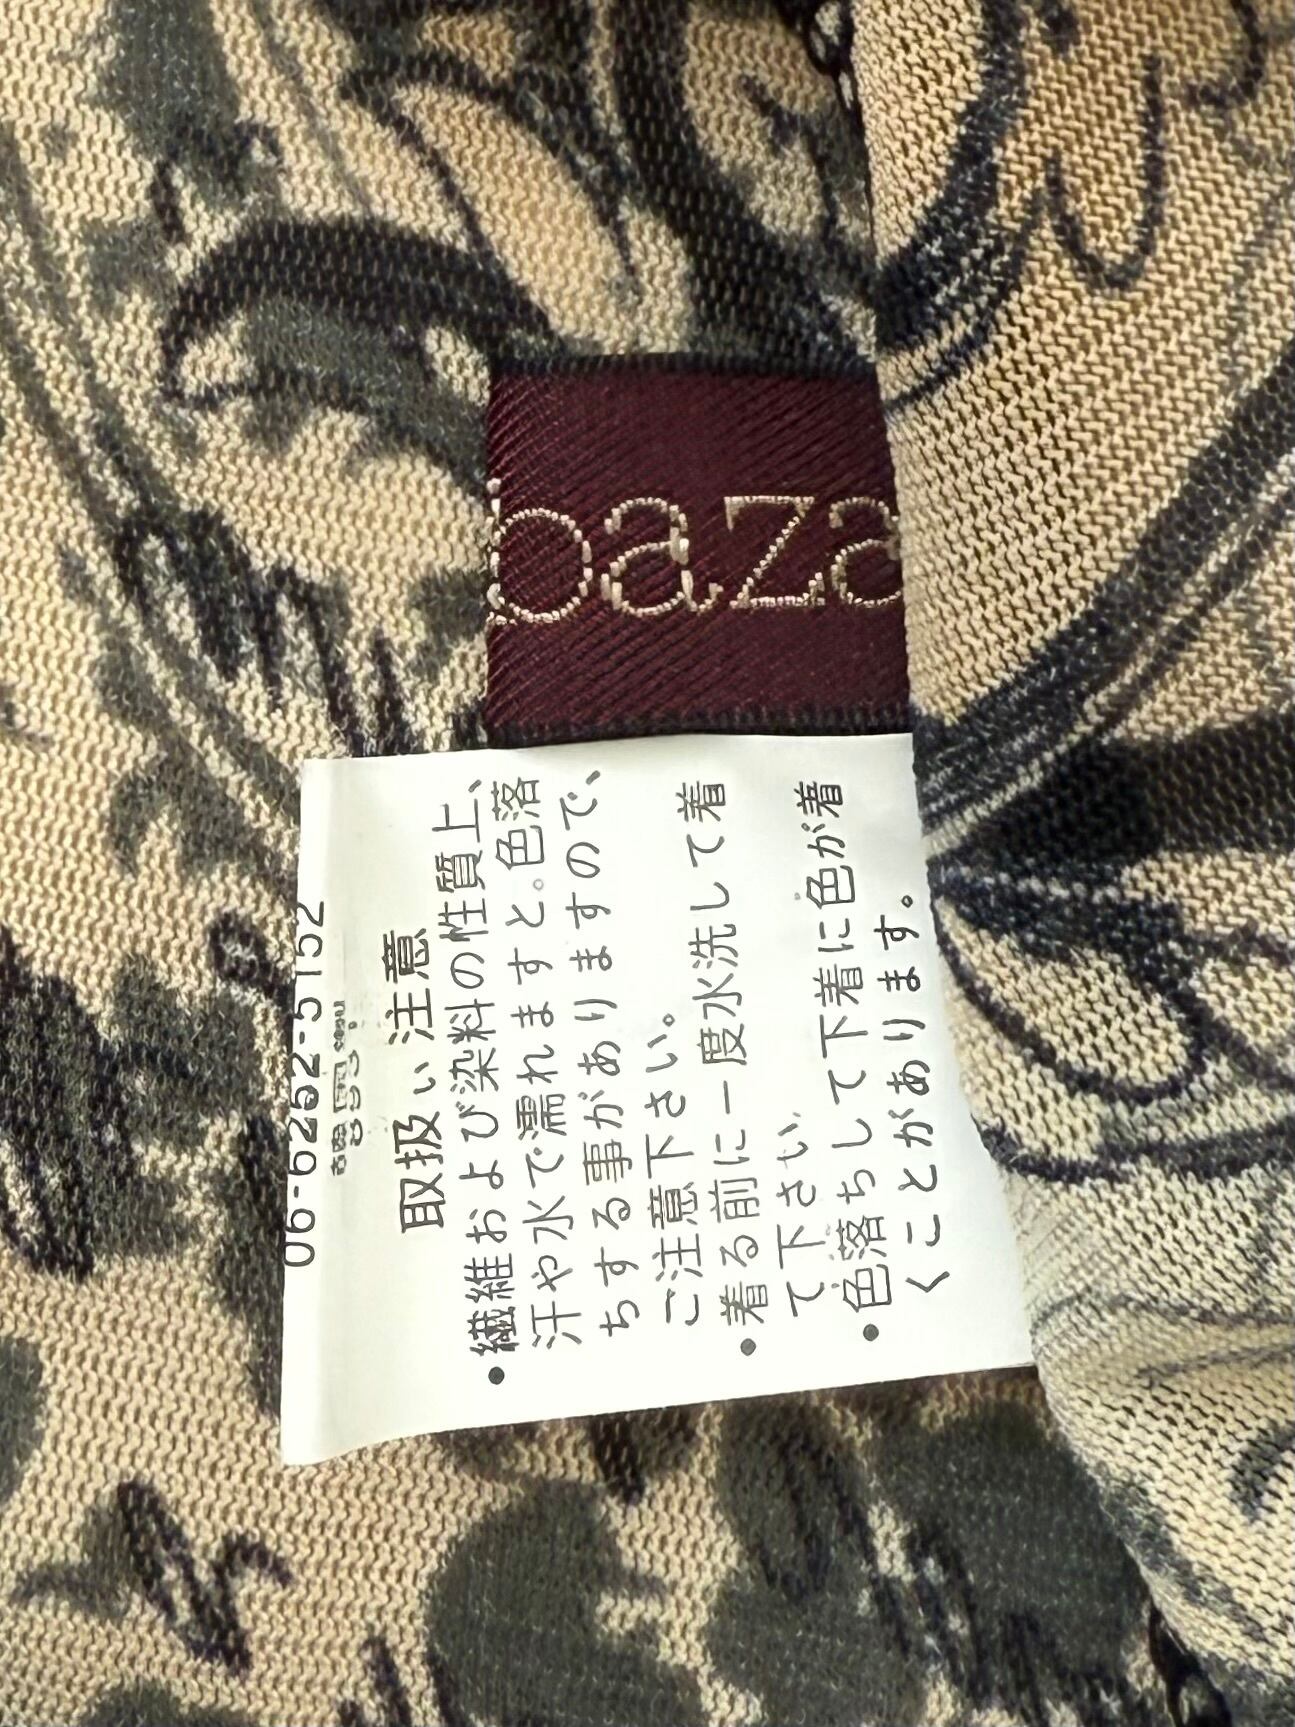 baza
06-6262-5152
取扱い注意
・繊維および染料の性質上、
汗や水で濡れますと。色落
ちする事がありますので、
ご注意下さい。
・着る前に一度水洗して着
て下さい
・色落ちして下着に色が着
くことがあります。